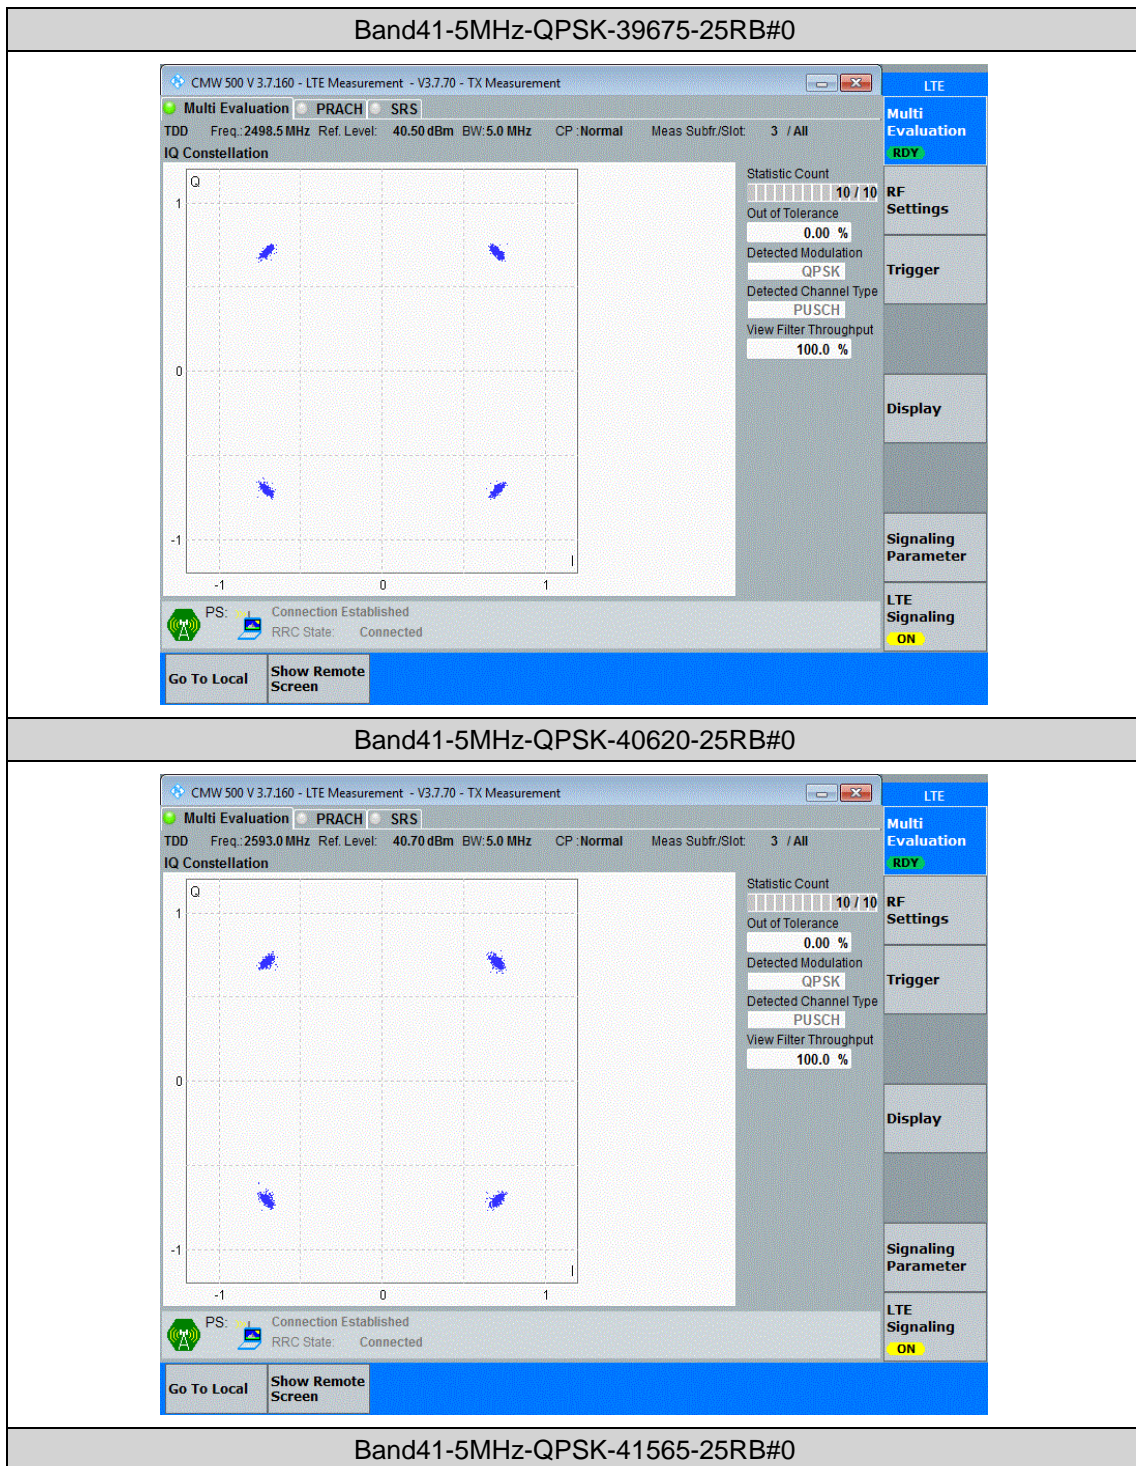 Band41-5MHz-QPSK-39675-25RB#0
CMW 500 V 3.7.160 - LTE Measurement - V3.7.70 - TX Measurement
LTE
Multi Evaluation PRACH SRS
TDD Freq.: 2498.5 MHz Ref. Level: 40.50 dBm BW: 5.0 MHz CP : Normal Meas Subfr./Slot: 3 / All
IQ Constellation
Multi
Evaluation
RDY
Q
1
0
-1
-1 0 1
I
Statistic Count
10 / 10
Out of Tolerance
0.00 %
Detected Modulation
QPSK
Detected Channel Type
PUSCH
View Filter Throughput
100.0 %
RF
Settings
Trigger
Display
Signaling
Parameter
LTE
Signaling
ON
PS: Connection Established
RRC State: Connected
Go To Local
Show Remote
Screen
Band41-5MHz-QPSK-40620-25RB#0
CMW 500 V 3.7.160 - LTE Measurement - V3.7.70 - TX Measurement
LTE
Multi Evaluation PRACH SRS
TDD Freq.: 2593.0 MHz Ref. Level: 40.70 dBm BW: 5.0 MHz CP : Normal Meas Subfr./Slot: 3 / All
IQ Constellation
Multi
Evaluation
RDY
Q
1
0
-1
-1 0 1
I
Statistic Count
10 / 10
Out of Tolerance
0.00 %
Detected Modulation
QPSK
Detected Channel Type
PUSCH
View Filter Throughput
100.0 %
RF
Settings
Trigger
Display
Signaling
Parameter
LTE
Signaling
ON
PS: Connection Established
RRC State: Connected
Go To Local
Show Remote
Screen
Band41-5MHz-QPSK-41565-25RB#0